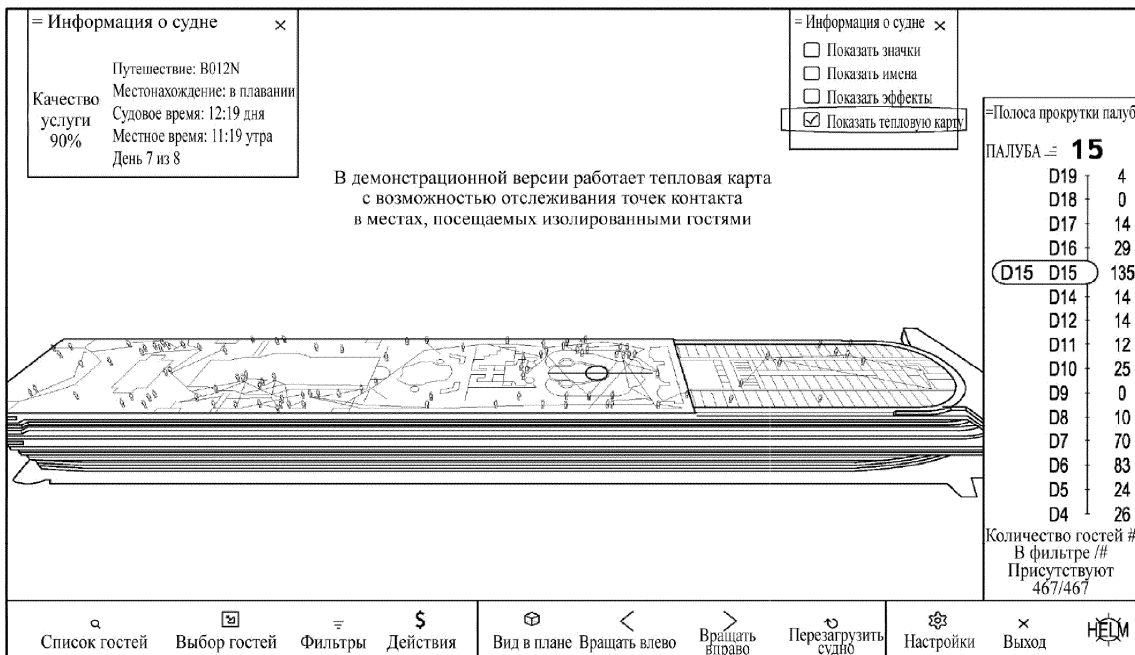 = Информация о судне ×
Путешествие: B012N
Местонахождение: в плавании
Судовое время: 12:19 дня
Местное время: 11:19 утра
День 7 из 8
Качество
услуги
90%
= Информация о судне ×
Показать значки
Показать имена
Показать эффекты
Показать тепловую карту
В демонстрационной версии работает тепловая карта
с возможностью отслеживания точек контакта
в местах, посещаемых изолированными гостями
=Полоса прокрутки палуб
ПАЛУБА = 15
D19 4
D18 0
D17 14
D16 29
D15 D15 135
D14 14
D12 14
D11 12
D10 25
D9 0
D8 10
D7 70
D6 83
D5 24
D4 26
Количество гостей #
В фильтре /#
Присутствуют
467/467
Список гостей
Выбор гостей
Фильтры
$
Действия
Вид в плане
Вращать влево
Вращать
вправо
Перезагрузить
судно
Настройки
×
Выход
HELM